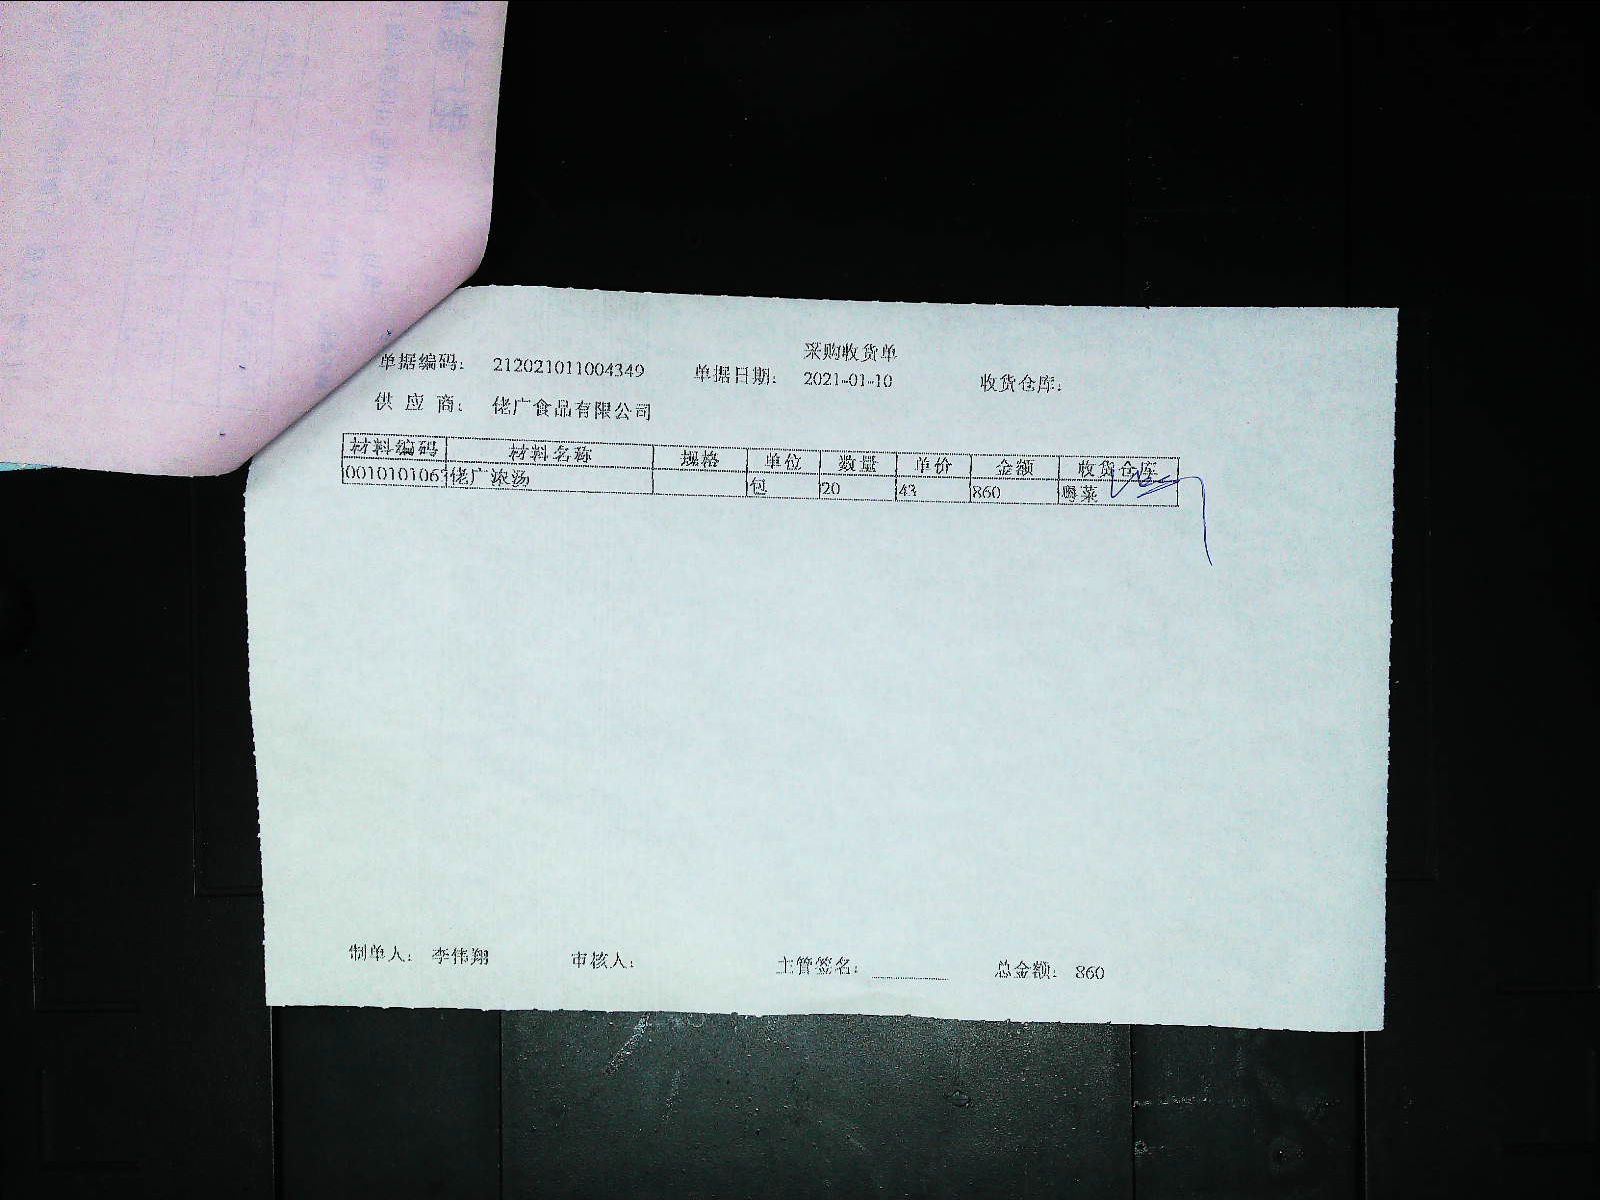 采购收货单
单据编码: 212021011004349 单据日期: 2021-01-10 收货仓库:
供 应 商: 佬广食品有限公司
材料编码 材料名称 规格 单位 数量 单价 金额 收货仓库
0010101063 佬广浓汤 包 20 43 860 粤菜
制单人: 李伟翔 审核人: 主管签名: 总金额: 860